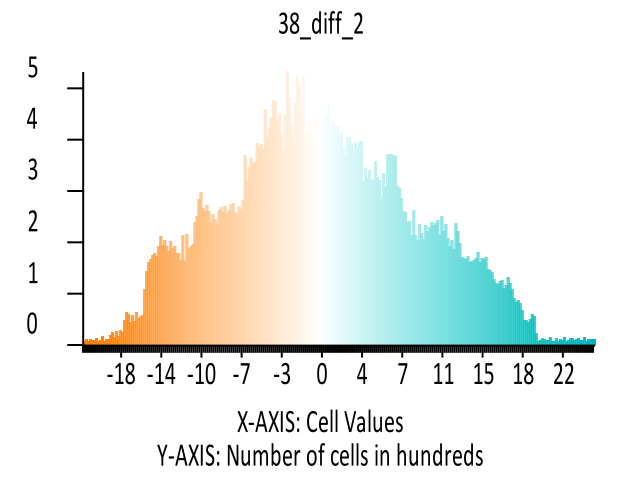 38_diff_2
5
4
3
2
1
0
-18 -14 -10 -7 -3 0 4 7 11 15 18 22
X-AXIS: Cell Values
Y-AXIS: Number of cells in hundreds